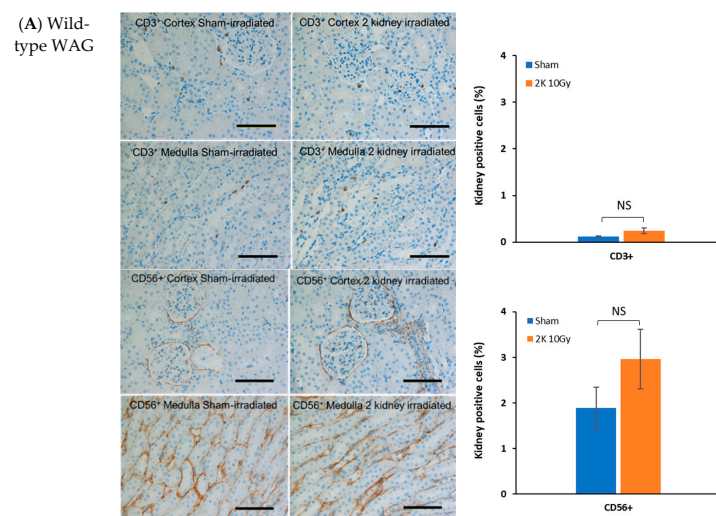 (A) Wild-
type WAG
CD3⁺ Cortex Sham-irradiated
CD3⁺ Cortex 2 kidney irradiated
CD3⁺ Medulla Sham-irradiated
CD3⁺ Medulla 2 kidney irradiated
CD56+ Cortex Sham-irradiated
CD56⁺ Cortex 2 kidney irradiated
CD56⁺ Medulla Sham-irradiated
CD56⁺ Medulla 2 kidney irradiated
Kidney positive cells (%)
4
3
2
1
0
Sham
2K 10Gy
NS
CD3+
Kidney positive cells (%)
4
3
2
1
0
Sham
2K 10Gy
NS
CD56+